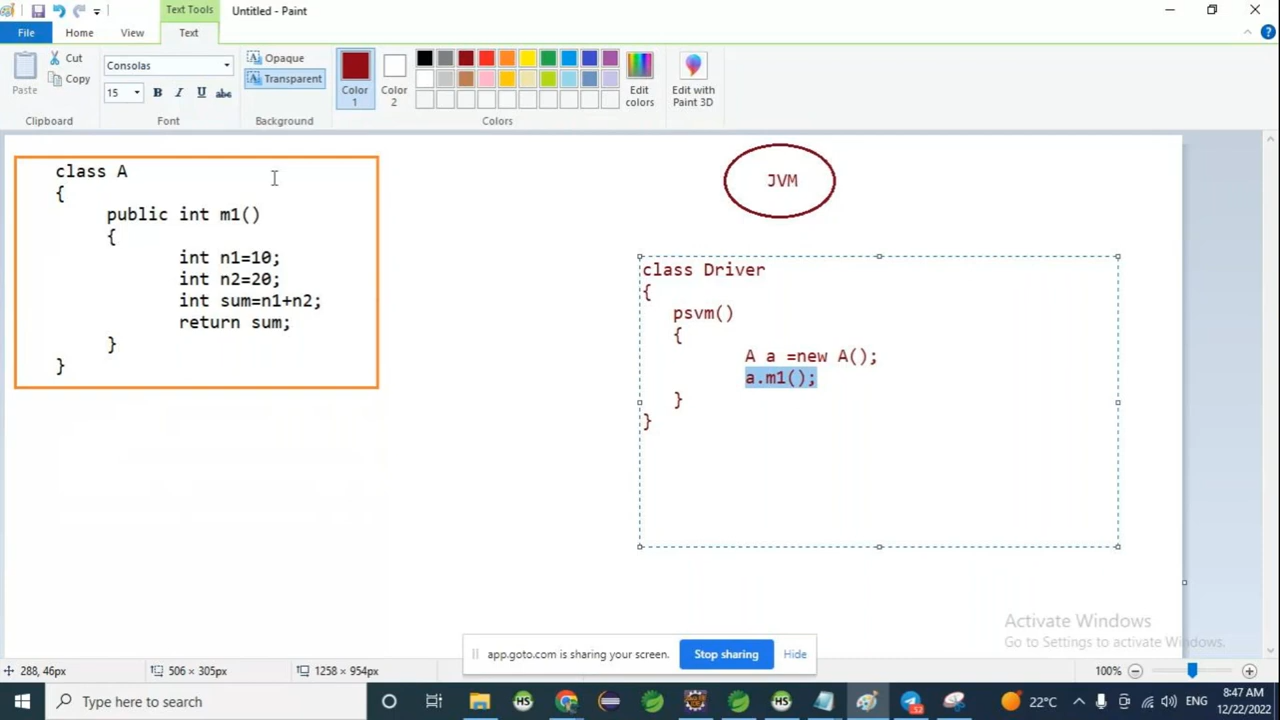 Text Tools
Untitled - Paint
File
Home
View
Text
Paste
Cut
Copy
Clipboard
Consolas
15
B I U abc
Font
Opaque
Transparent
Background
Color 1
Color 2
Edit colors
Colors
Edit with Paint 3D
class A
{
public int m1()
{
int n1=10;
int n2=20;
int sum=n1+n2;
return sum;
}
}
JVM
class Driver
{
psvm()
{
A a =new A();
a.m1();
}
}
Activate Windows
Go to Settings to activate Windows.
app.goto.com is sharing your screen.
Stop sharing
Hide
288, 46px
506 × 305px
1258 × 954px
100%
Type here to search
HS
HS
22°C
ENG
8:47 AM
12/22/2022